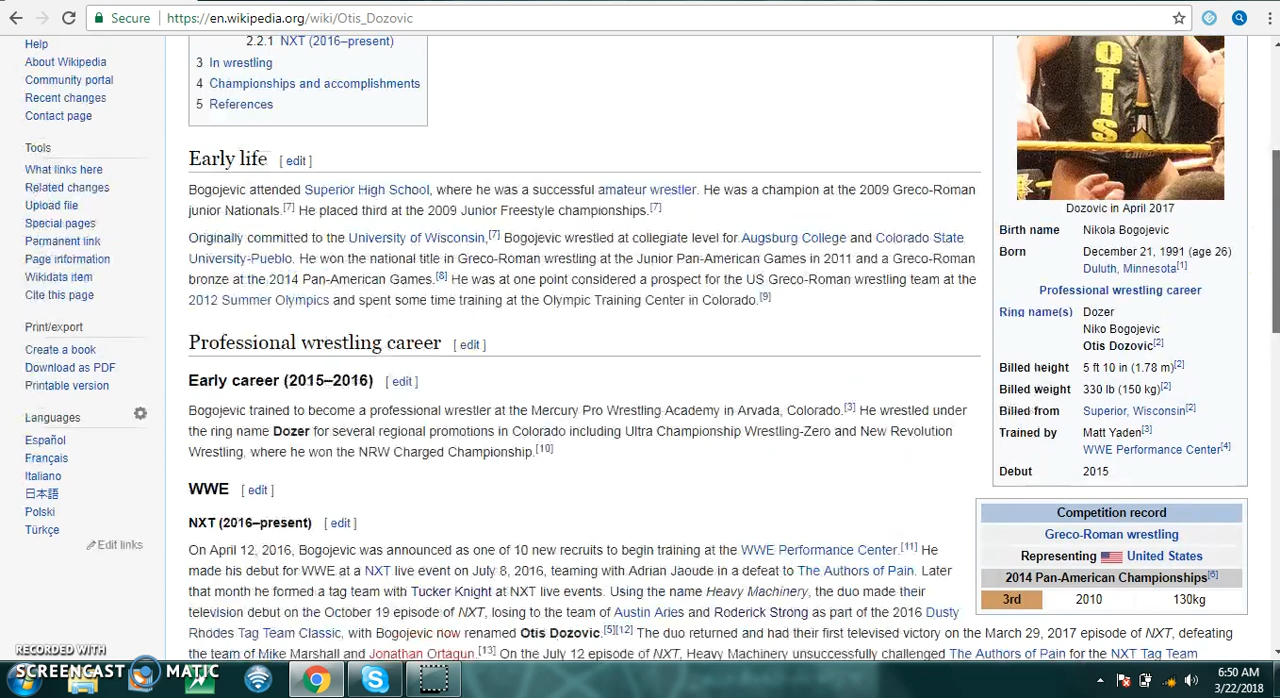 Secure https://en.wikipedia.org/wiki/Otis_Dozovic
Help
About Wikipedia
Community portal
Recent changes
Contact page
Tools
What links here
Related changes
Upload file
Special pages
Permanent link
Page information
Wikidata item
Cite this page
Print/export
Create a book
Download as PDF
Printable version
Languages
Español
Français
Italiano
日本語
Polski
Türkçe
Edit links
2.2.1 NXT (2016–present)
3 In wrestling
4 Championships and accomplishments
5 References
Early life [ edit ]
Bogojevic attended Superior High School, where he was a successful amateur wrestler. He was a champion at the 2009 Greco-Roman
junior Nationals.[7] He placed third at the 2009 Junior Freestyle championships.[7]
Originally committed to the University of Wisconsin,[7] Bogojevic wrestled at collegiate level for Augsburg College and Colorado State
University-Pueblo. He won the national title in Greco-Roman wrestling at the Junior Pan-American Games in 2011 and a Greco-Roman
bronze at the 2014 Pan-American Games.[8] He was at one point considered a prospect for the US Greco-Roman wrestling team at the
2012 Summer Olympics and spent some time training at the Olympic Training Center in Colorado.[9]
Professional wrestling career [ edit ]
Early career (2015–2016) [ edit ]
Bogojevic trained to become a professional wrestler at the Mercury Pro Wrestling Academy in Arvada, Colorado.[3] He wrestled under
the ring name Dozer for several regional promotions in Colorado including Ultra Championship Wrestling-Zero and New Revolution
Wrestling, where he won the NRW Charged Championship.[10]
WWE [ edit ]
NXT (2016–present) [ edit ]
On April 12, 2016, Bogojevic was announced as one of 10 new recruits to begin training at the WWE Performance Center.[11] He
made his debut for WWE at a NXT live event on July 8, 2016, teaming with Adrian Jaoude in a defeat to The Authors of Pain. Later
that month he formed a tag team with Tucker Knight at NXT live events. Using the name Heavy Machinery, the duo made their
television debut on the October 19 episode of NXT, losing to the team of Austin Aries and Roderick Strong as part of the 2016 Dusty
Rhodes Tag Team Classic, with Bogojevic now renamed Otis Dozovic.[5][12] The duo returned and had their first televised victory on the March 29, 2017 episode of NXT, defeating
the team of Mike Marshall and Jonathan Ortagun.[13] On the July 12 episode of NXT, Heavy Machinery unsuccessfully challenged The Authors of Pain for the NXT Tag Team
OTIS
Dozovic in April 2017
Birth name Nikola Bogojevic
Born December 21, 1991 (age 26)
Duluth, Minnesota[1]
Professional wrestling career
Ring name(s) Dozer
Niko Bogojevic
Otis Dozovic[2]
Billed height 5 ft 10 in (1.78 m)[2]
Billed weight 330 lb (150 kg)[2]
Billed from Superior, Wisconsin[2]
Trained by Matt Yaden[3]
WWE Performance Center[4]
Debut 2015
Competition record
Greco-Roman wrestling
Representing United States
2014 Pan-American Championships[6]
3rd 2010 130kg
RECORDED WITH
SCREENCAST MATIC
6:50 AM
3/22/2018